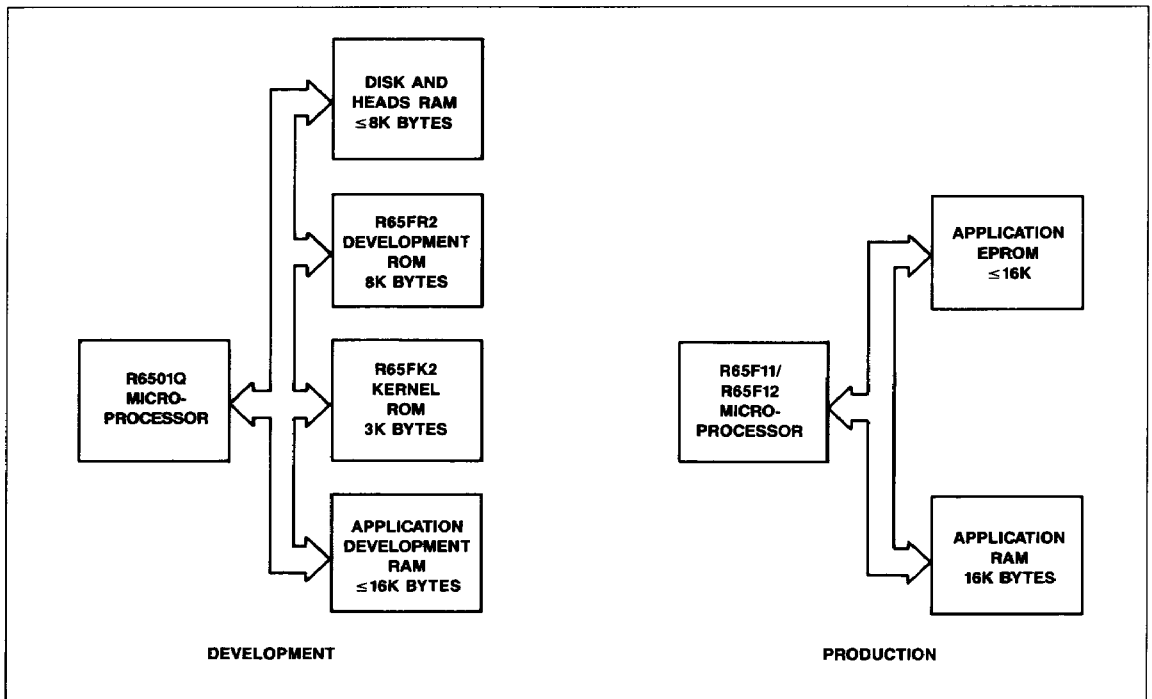 DISK AND
HEADS RAM
≤8K BYTES
R65FR2
DEVELOPMENT
ROM
8K BYTES
R6501Q
MICRO-
PROCESSOR
R65FK2
KERNEL
ROM
3K BYTES
APPLICATION
DEVELOPMENT
RAM
≤16K BYTES
DEVELOPMENT
APPLICATION
EPROM
≤16K
R65F11/
R65F12
MICRO-
PROCESSOR
APPLICATION
RAM
16K BYTES
PRODUCTION